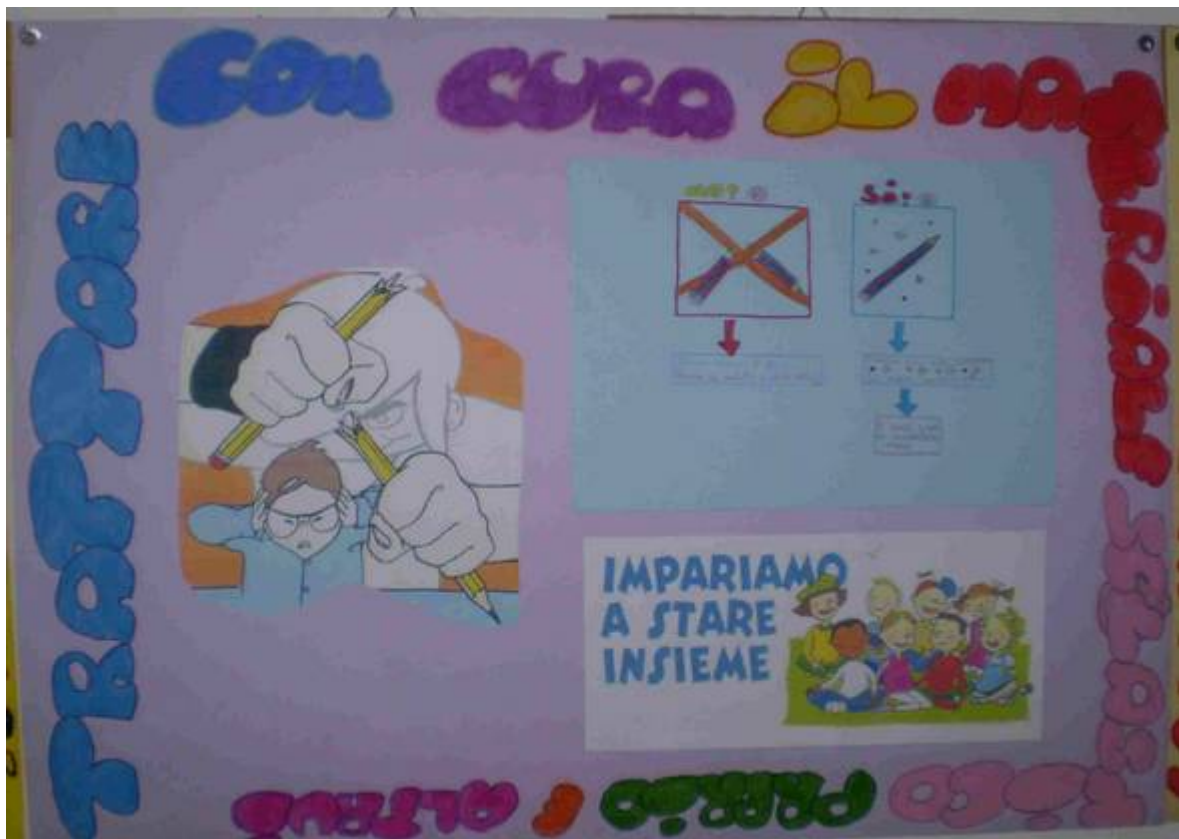 TRATTARE
CON CURA IL MATERIALE
SCOLASTICO
PROPRIO E ALTRUI
NO!
SÌ:
IMPARIAMO
A STARE
INSIEME